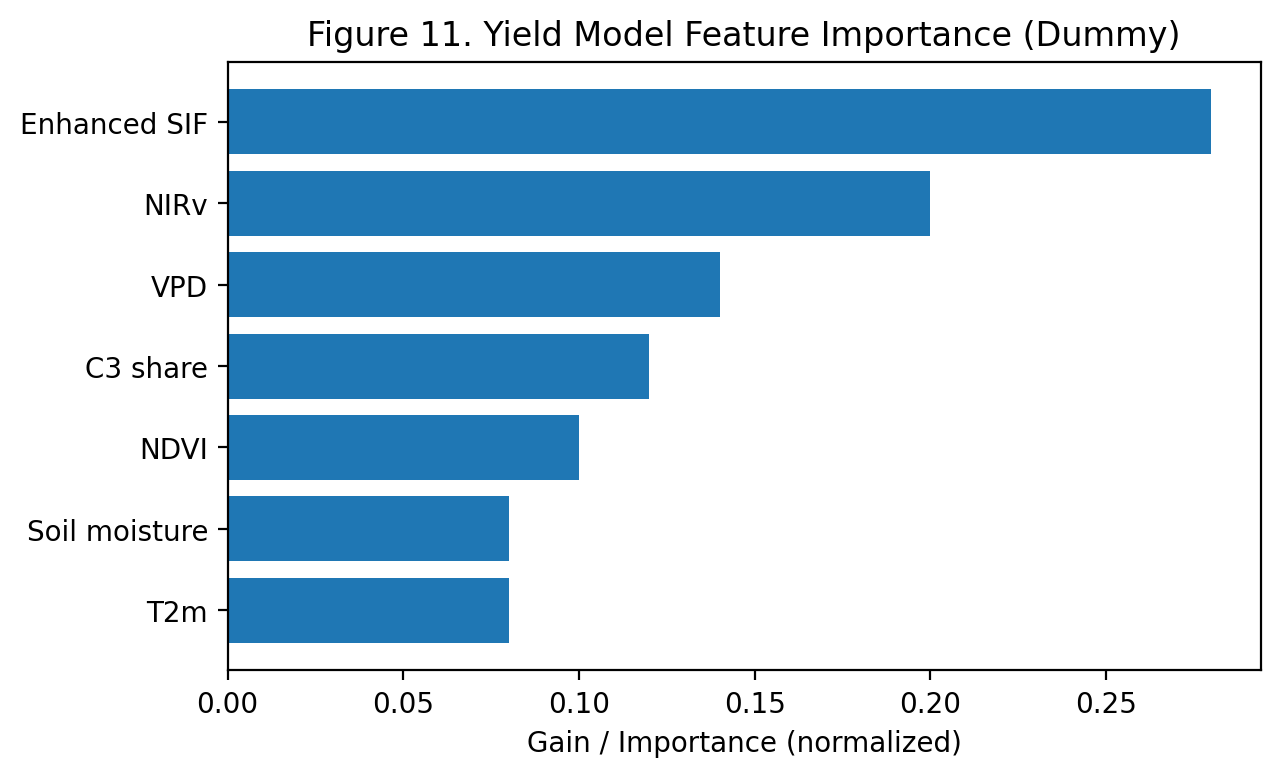 Figure 11. Yield Model Feature Importance (Dummy)
Enhanced SIF
NIRv
VPD
C3 share
NDVI
Soil moisture
T2m
0.00 0.05 0.10 0.15 0.20 0.25
Gain / Importance (normalized)